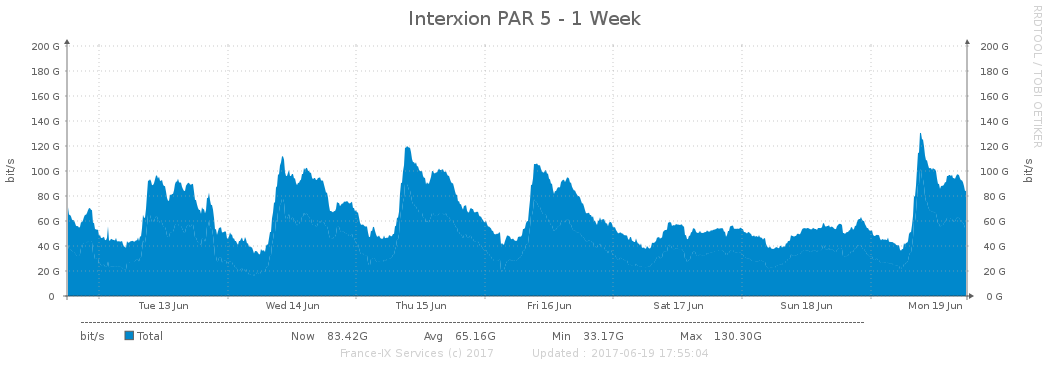 Interxion PAR 5 - 1 Week
RRDTOOL / TOBI OETIKER
200 G 200 G
180 G 180 G
160 G 160 G
140 G 140 G
120 G 120 G
100 G 100 G
80 G 80 G
60 G 60 G
40 G 40 G
20 G 20 G
0 0 G
bit/s
bit/s
Tue 13 Jun Wed 14 Jun Thu 15 Jun Fri 16 Jun Sat 17 Jun Sun 18 Jun Mon 19 Jun
bit/s Total Now 83.42G Avg 65.16G Min 33.17G Max 130.30G
France-IX Services (c) 2017 Updated : 2017-06-19 17:55:04